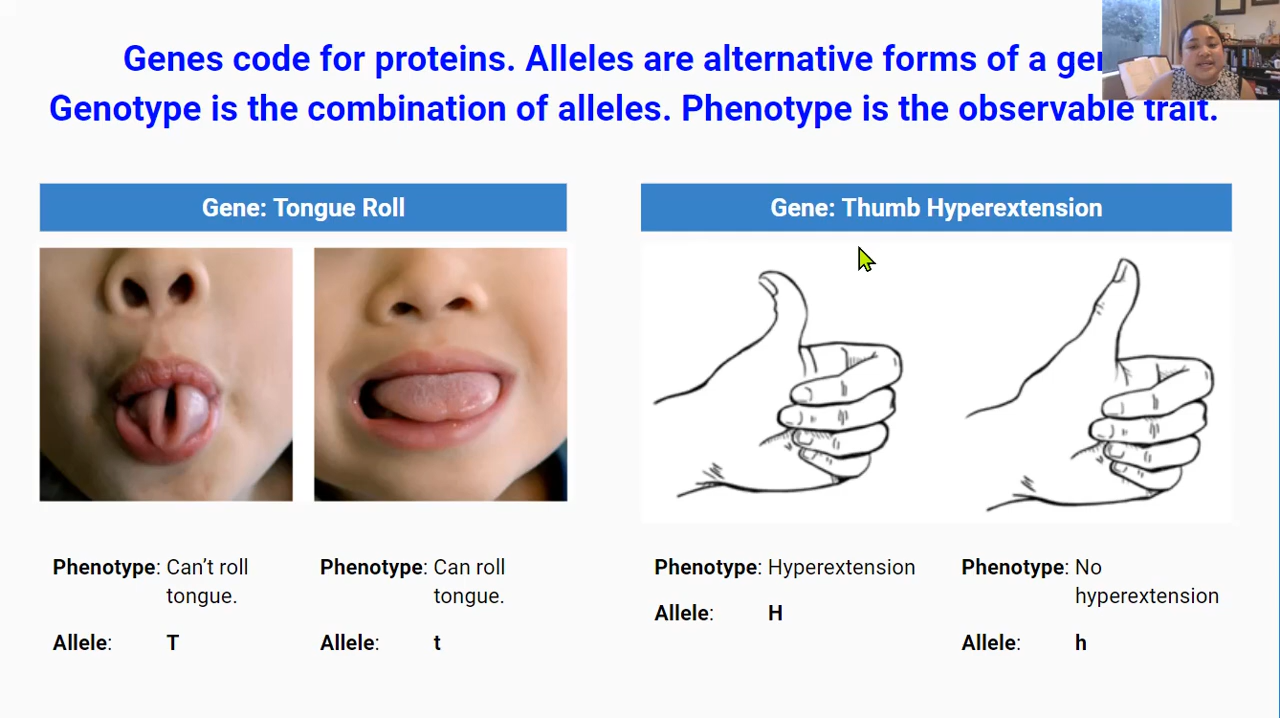 Genes code for proteins. Alleles are alternative forms of a
Genotype is the combination of alleles. Phenotype is the observable trait.
Gene: Tongue Roll
Gene: Thumb Hyperextension
Phenotype: Can't roll
tongue.
Allele: T
Phenotype: Can roll
tongue.
Allele: t
Phenotype: Hyperextension
Allele: H
Phenotype: No
hyperextension
Allele: h